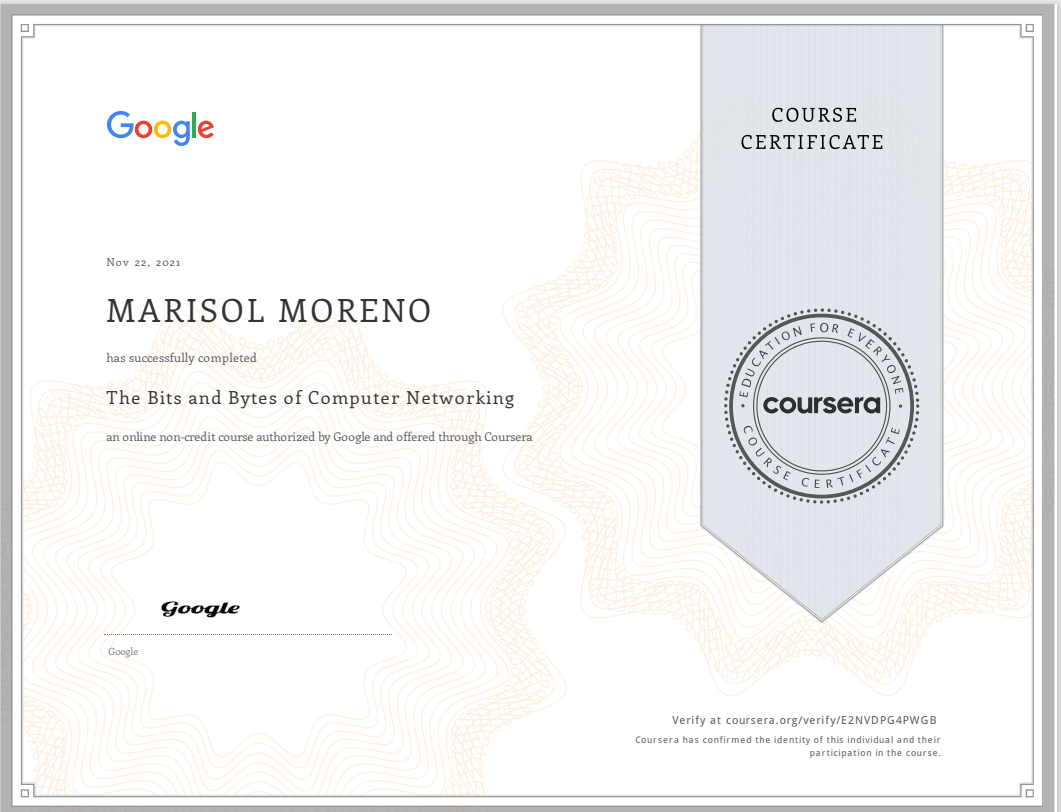 Google
COURSE
CERTIFICATE
Nov 22, 2021
MARISOL MORENO
has successfully completed
The Bits and Bytes of Computer Networking
an online non-credit course authorized by Google and offered through Coursera
EDUCATION FOR EVERYONE
coursera
COURSE CERTIFICATE
Google
Google
Verify at coursera.org/verify/E2NVDPG4PWGB
Coursera has confirmed the identity of this individual and their
participation in the course.